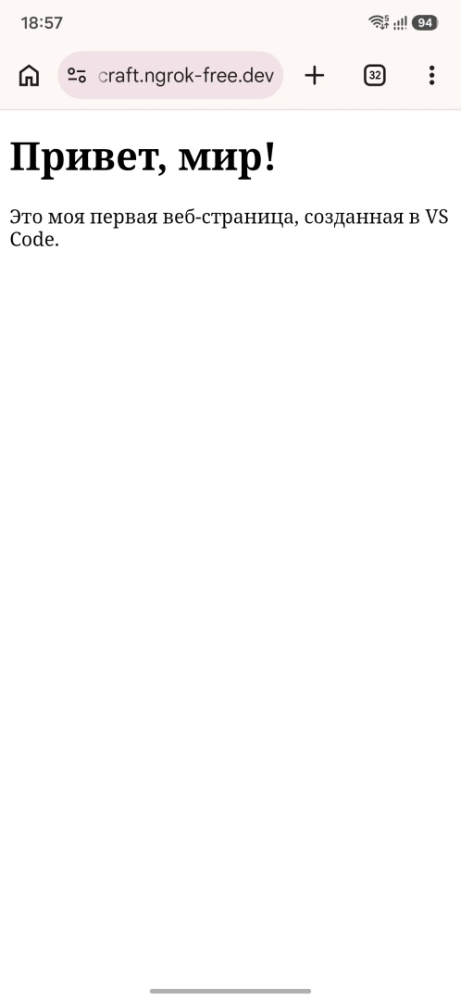 18:57
94
craft.ngrok-free.dev
32
Привет, мир!
Это моя первая веб-страница, созданная в VS
Code.